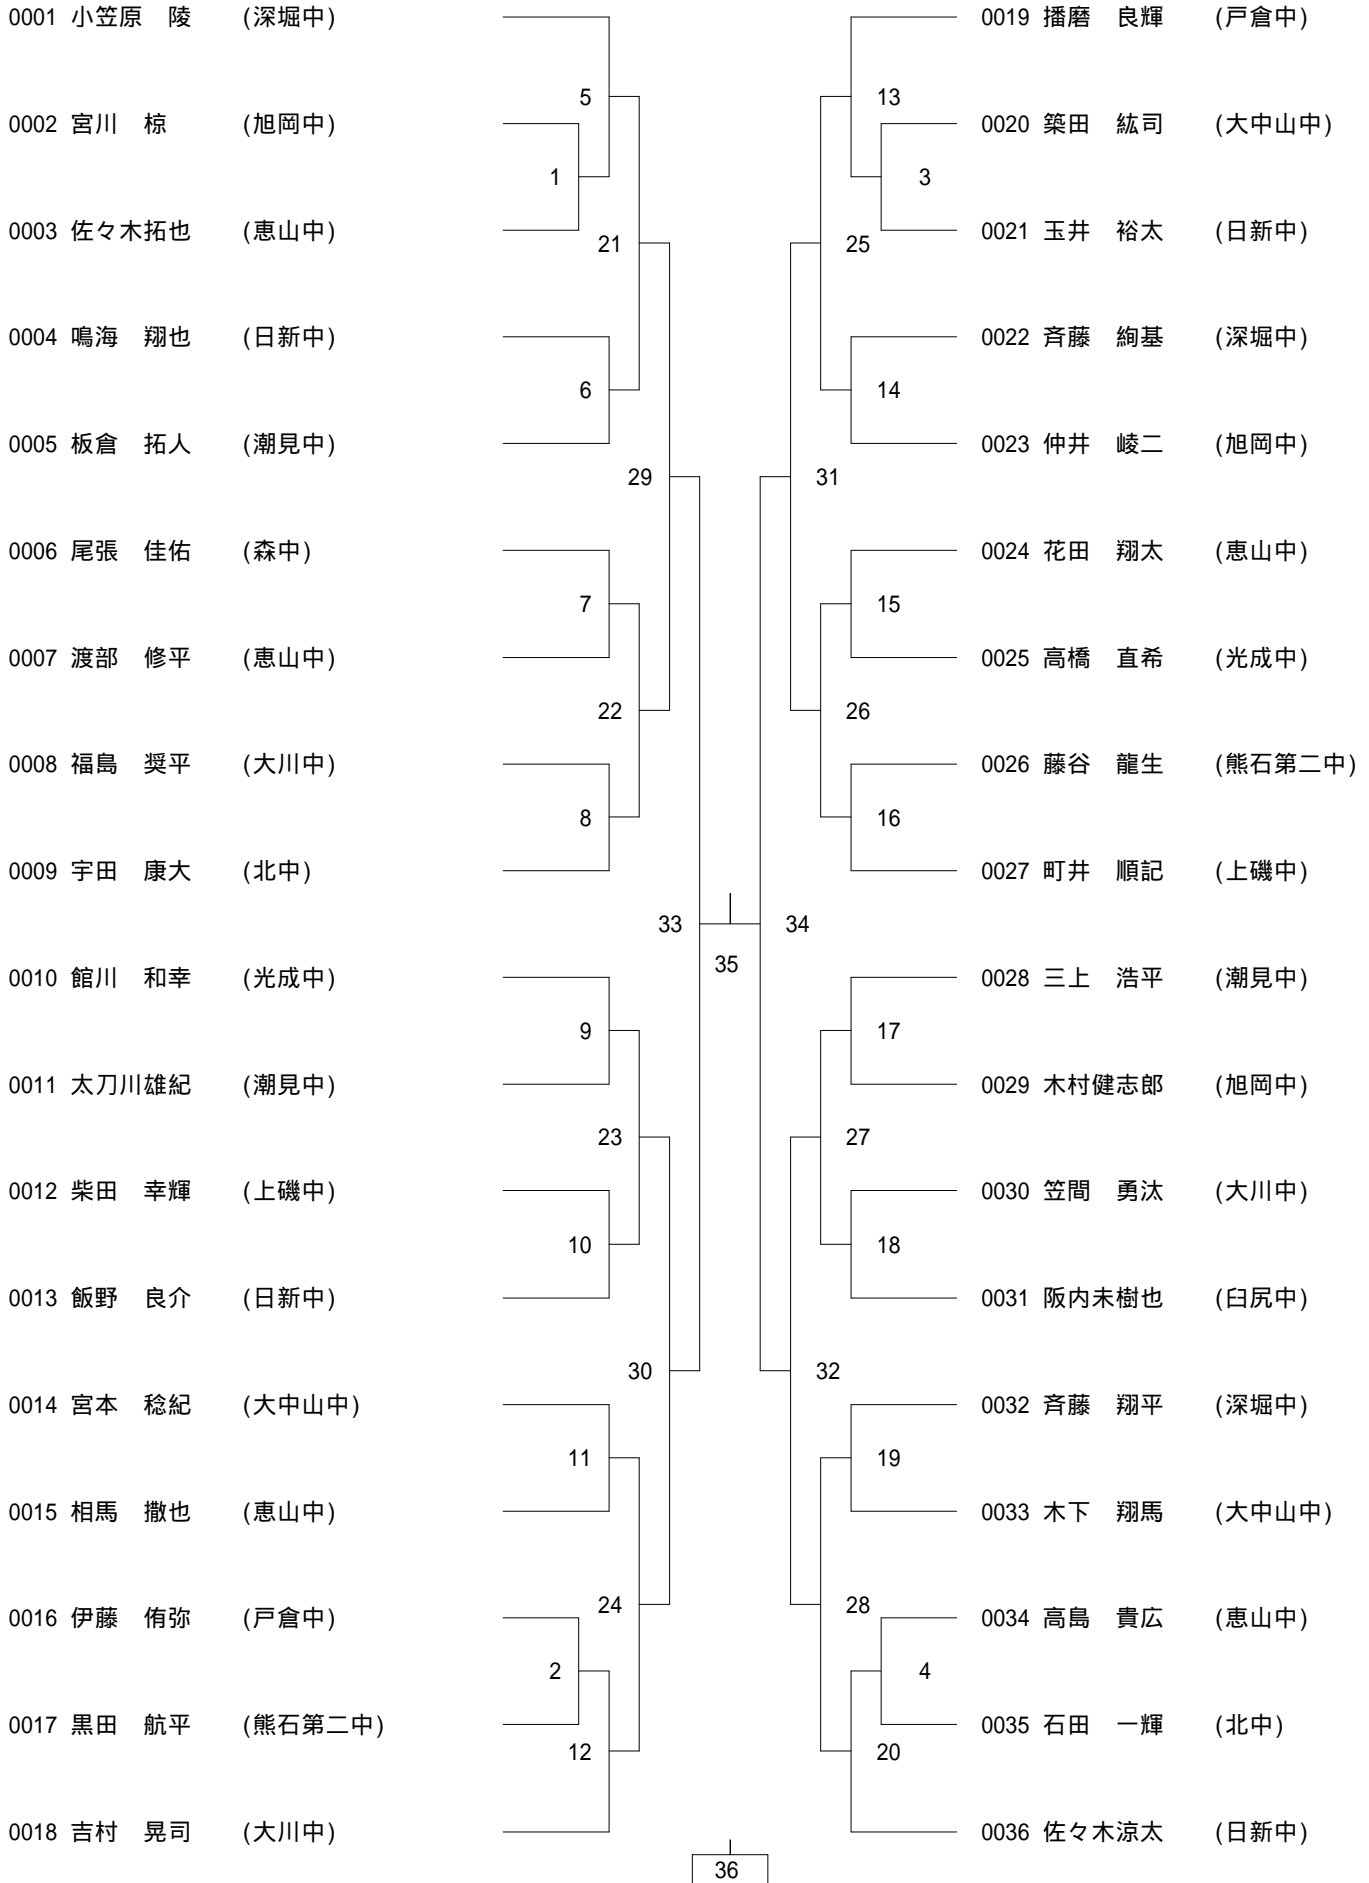 0001 小笠原 陵 (深堀中)
0002 宮川 椋 (旭岡中)
0003 佐々木拓也 (恵山中)
0004 鳴海 翔也 (日新中)
0005 板倉 拓人 (潮見中)
0006 尾張 佳佑 (森中)
0007 渡部 修平 (恵山中)
0008 福島 奨平 (大川中)
0009 宇田 康大 (北中)
0010 館川 和幸 (光成中)
0011 太刀川雄紀 (潮見中)
0012 柴田 幸輝 (上磯中)
0013 飯野 良介 (日新中)
0014 宮本 稔紀 (大中山中)
0015 相馬 撒也 (恵山中)
0016 伊藤 侑弥 (戸倉中)
0017 黒田 航平 (熊石第二中)
0018 吉村 晃司 (大川中)
5
1
21
6
29
7
22
8
33
9
23
10
30
11
24
2
12
35
36
13
3
25
14
31
15
26
16
34
17
27
18
32
19
28
4
20
0019 播磨 良輝 (戸倉中)
0020 築田 紘司 (大中山中)
0021 玉井 裕太 (日新中)
0022 斉藤 絢基 (深堀中)
0023 仲井 崚二 (旭岡中)
0024 花田 翔太 (恵山中)
0025 高橋 直希 (光成中)
0026 藤谷 龍生 (熊石第二中)
0027 町井 順記 (上磯中)
0028 三上 浩平 (潮見中)
0029 木村健志郎 (旭岡中)
0030 笠間 勇汰 (大川中)
0031 阪内未樹也 (臼尻中)
0032 斉藤 翔平 (深堀中)
0033 木下 翔馬 (大中山中)
0034 高島 貴広 (恵山中)
0035 石田 一輝 (北中)
0036 佐々木涼太 (日新中)